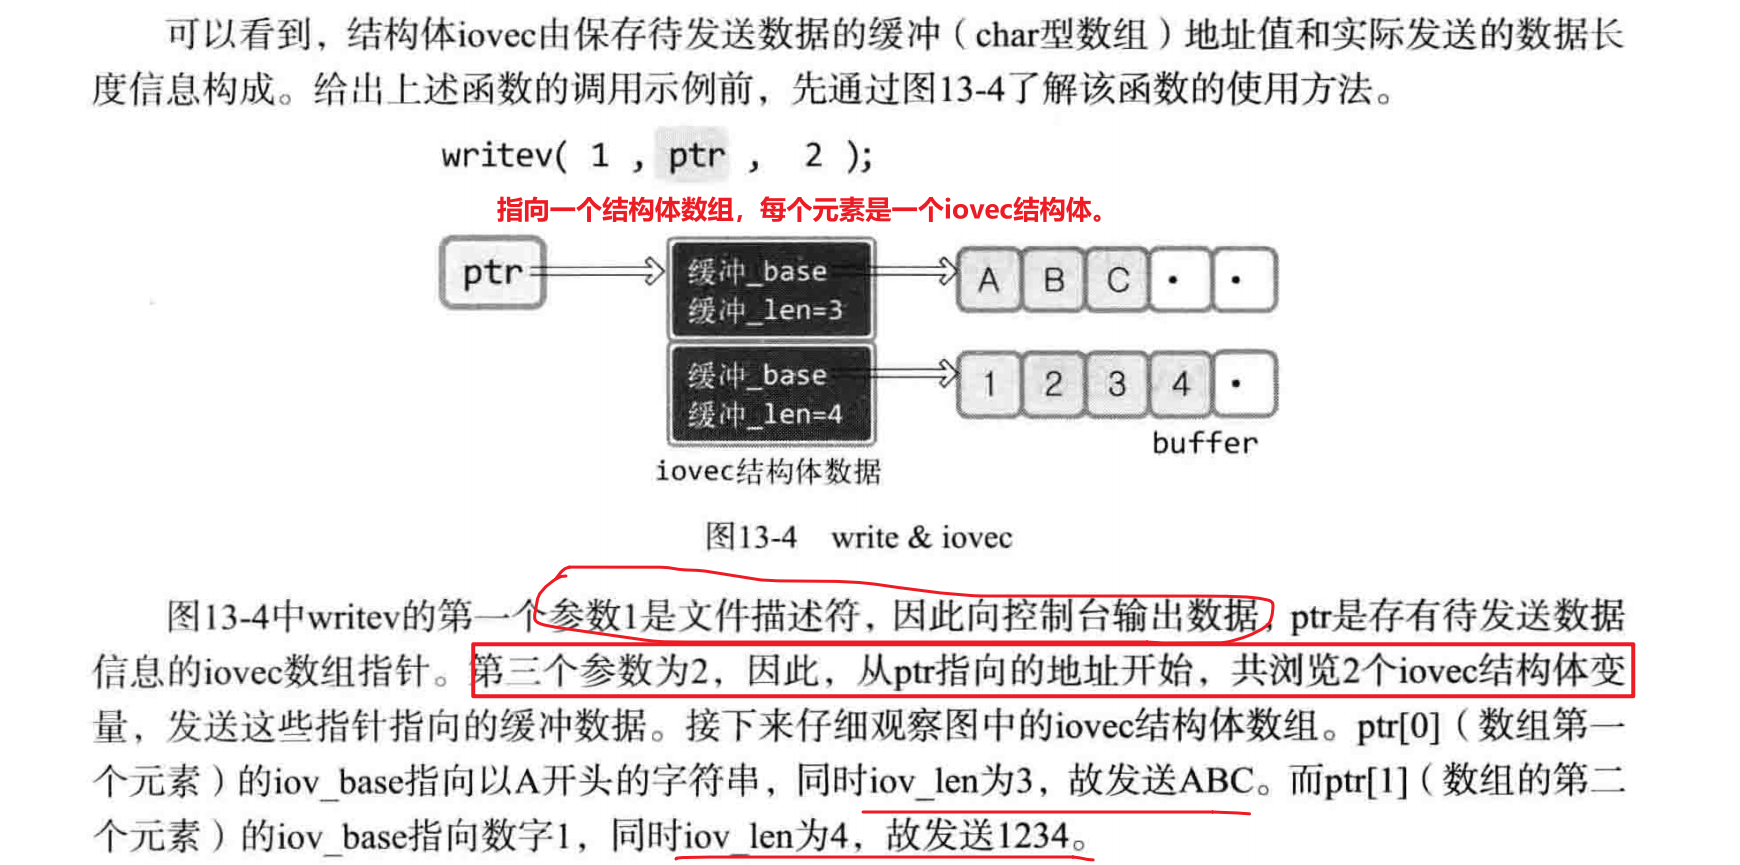 可以看到，结构体iovec由保存待发送数据的缓冲（char型数组）地址值和实际发送的数据长
度信息构成。给出上述函数的调用示例前，先通过图13-4了解该函数的使用方法。
writev( 1 , ptr , 2 );
指向一个结构体数组，每个元素是一个iovec结构体。
ptr
缓冲_base
缓冲_len=3
A B C · ·
缓冲_base
缓冲_len=4
1 2 3 4 ·
buffer
iovec结构体数据
图13-4 write & iovec
图13-4中writev的第一个参数1是文件描述符，因此向控制台输出数据，ptr是存有待发送数据
信息的iovec数组指针。第三个参数为2，因此，从ptr指向的地址开始，共浏览2个iovec结构体变
量，发送这些指针指向的缓冲数据。接下来仔细观察图中的iovec结构体数组。ptr[0]（数组第一
个元素）的iov_base指向以A开头的字符串，同时iov_len为3，故发送ABC。而ptr[1]（数组的第二
个元素）的iov_base指向数字1，同时iov_len为4，故发送1234。